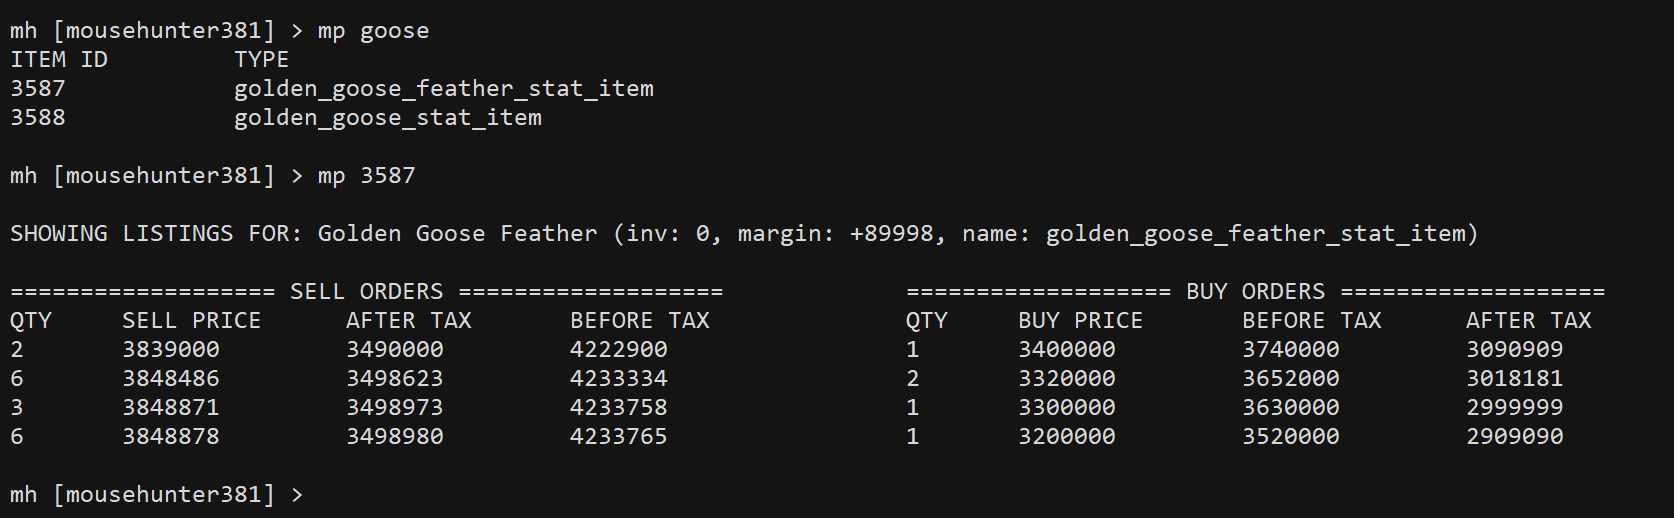 mh [mousehunter381] > mp goose
ITEM ID         TYPE
3587            golden_goose_feather_stat_item
3588            golden_goose_stat_item
mh [mousehunter381] > mp 3587
SHOWING LISTINGS FOR: Golden Goose Feather (inv: 0, margin: +89998, name: golden_goose_feather_stat_item)
=================== SELL ORDERS ===================             =================== BUY ORDERS ===================
QTY     SELL PRICE      AFTER TAX       BEFORE TAX              QTY     BUY PRICE       BEFORE TAX      AFTER TAX
2       3839000         3490000         4222900                 1       3400000         3740000         3090909
6       3848486         3498623         4233334                 2       3320000         3652000         3018181
3       3848871         3498973         4233758                 1       3300000         3630000         2999999
6       3848878         3498980         4233765                 1       3200000         3520000         2909090
mh [mousehunter381] >